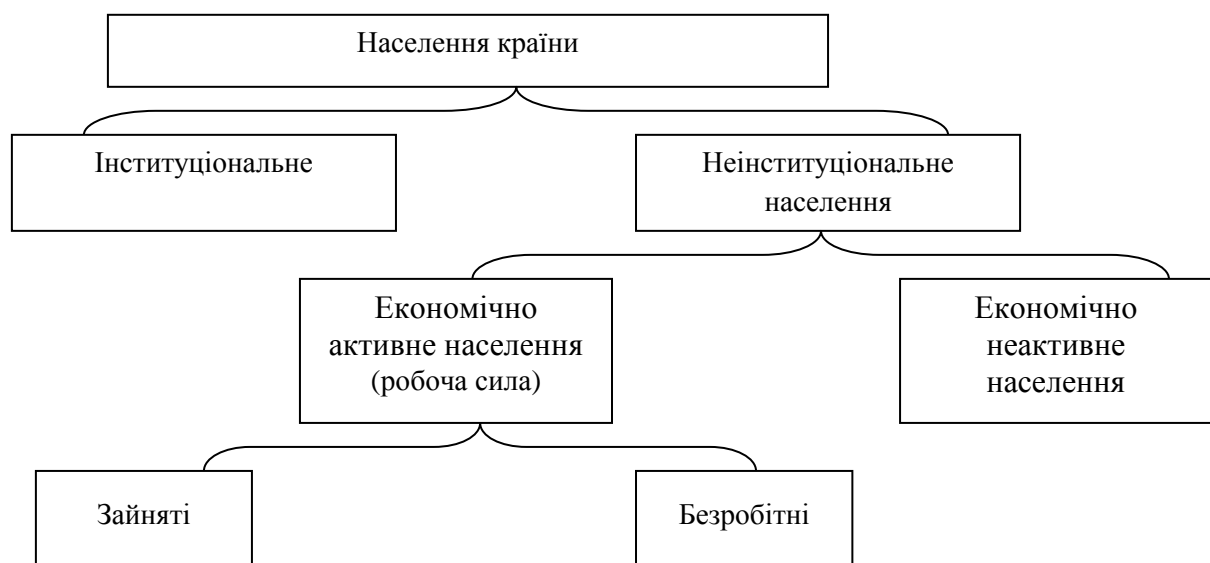 Населення країни
Інституціональне
Неінституціональне
населення
Економічно
активне населення
(робоча сила)
Економічно
неактивне
населення
Зайняті
Безробітні